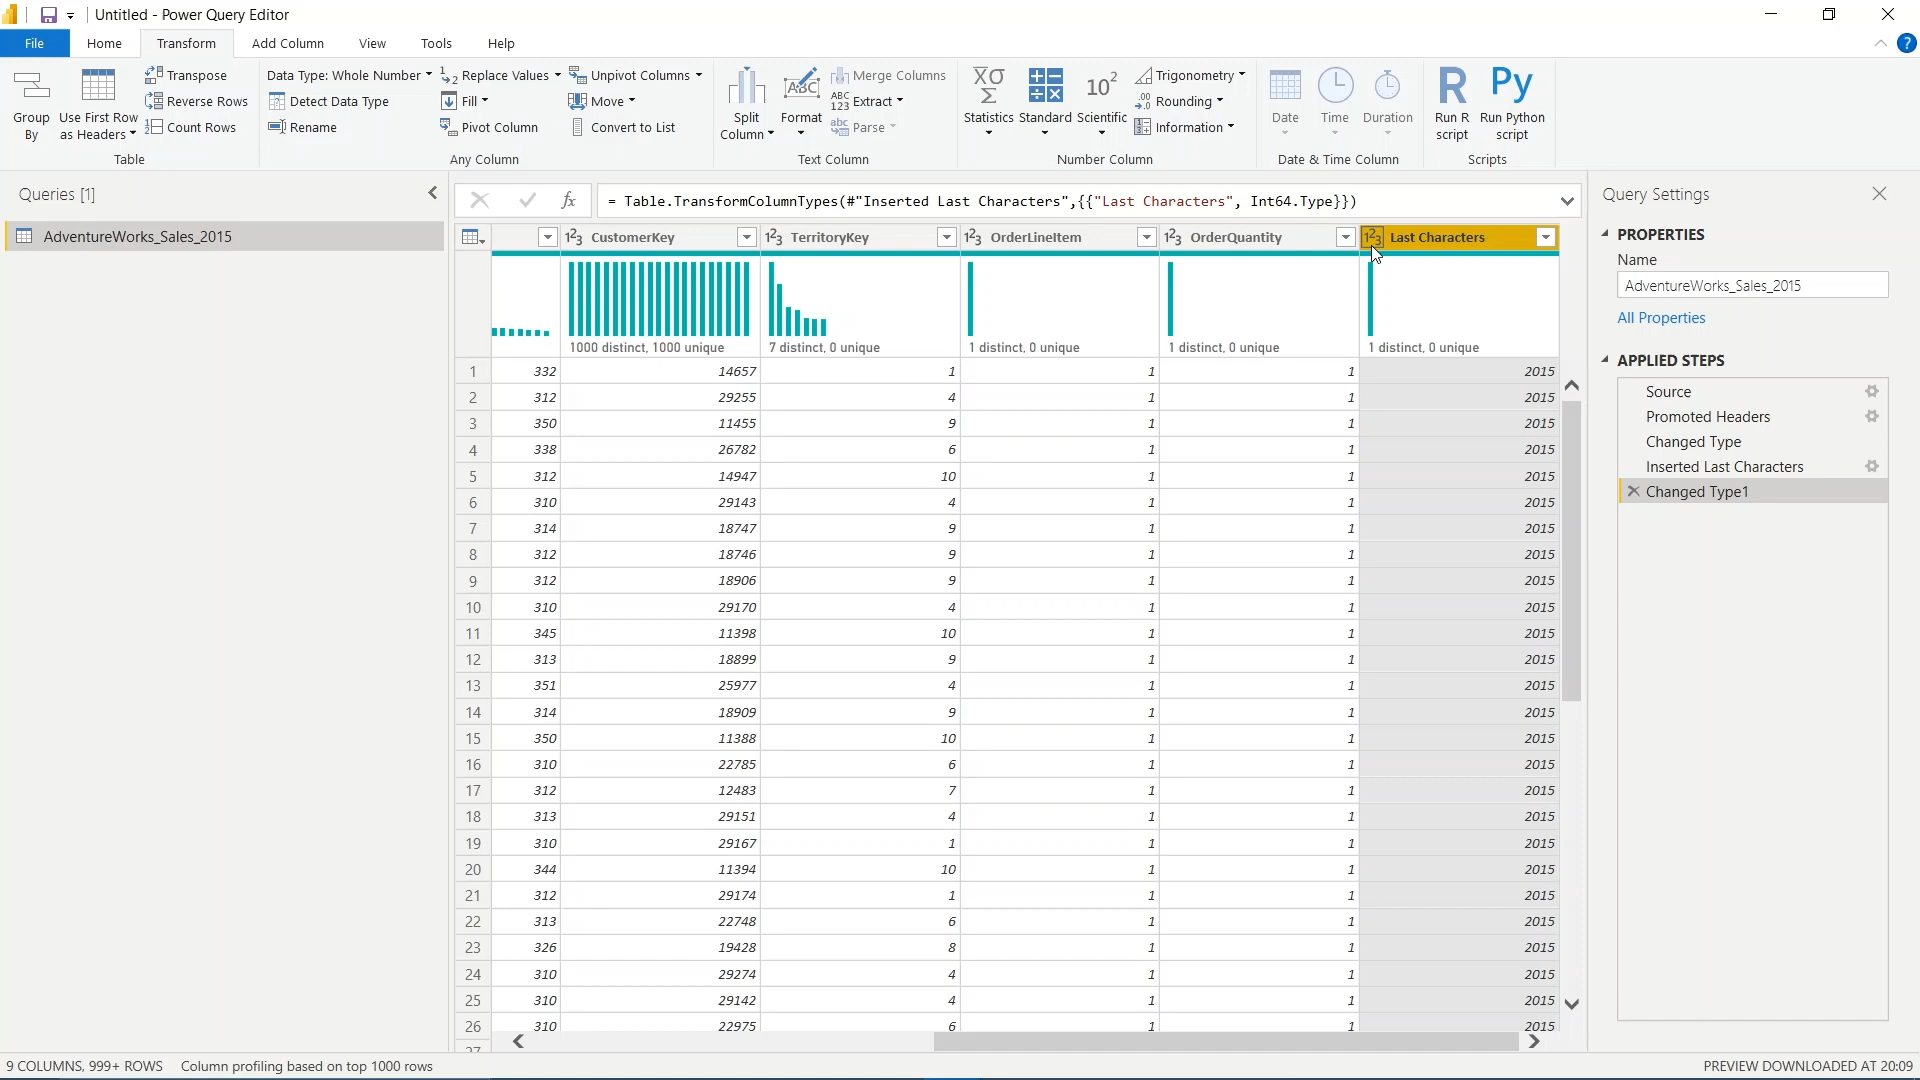 Untitled - Power Query Editor
File
Home
Transform
Add Column
View
Tools
Help
?
Group By
Use First Row as Headers
Transpose
Reverse Rows
Count Rows
Table
Data Type: Whole Number
Detect Data Type
Rename
Replace Values
Fill
Pivot Column
Unpivot Columns
Move
Convert to List
Any Column
Split Column
Format
Merge Columns
Extract
Parse
Text Column
Statistics
Standard
Scientific
Trigonometry
Rounding
Information
Number Column
Date
Time
Duration
Date & Time Column
Run R script
Run Python script
Scripts
Queries [1]
AdventureWorks_Sales_2015
= Table.TransformColumnTypes(#"Inserted Last Characters",{{"Last Characters", Int64.Type}})
CustomerKey TerritoryKey OrderLineItem OrderQuantity Last Characters
1000 distinct, 1000 unique 7 distinct, 0 unique 1 distinct, 0 unique 1 distinct, 0 unique 1 distinct, 0 unique
1 332 14657 1 1 1 2015
2 312 29255 4 1 1 2015
3 350 11455 9 1 1 2015
4 338 26782 6 1 1 2015
5 312 14947 10 1 1 2015
6 310 29143 4 1 1 2015
7 314 18747 9 1 1 2015
8 312 18746 9 1 1 2015
9 312 18906 9 1 1 2015
10 310 29170 4 1 1 2015
11 345 11398 10 1 1 2015
12 313 18899 9 1 1 2015
13 351 25977 4 1 1 2015
14 314 18909 9 1 1 2015
15 350 11388 10 1 1 2015
16 310 22785 6 1 1 2015
17 312 12483 7 1 1 2015
18 313 29151 4 1 1 2015
19 310 29167 1 1 1 2015
20 344 11394 10 1 1 2015
21 312 29174 1 1 1 2015
22 313 22748 6 1 1 2015
23 326 19428 8 1 1 2015
24 310 29274 4 1 1 2015
25 310 29142 4 1 1 2015
26 310 22975 6 1 1 2015
Query Settings
PROPERTIES
Name
AdventureWorks_Sales_2015
All Properties
APPLIED STEPS
Source
Promoted Headers
Changed Type
Inserted Last Characters
Changed Type1
9 COLUMNS, 999+ ROWS
Column profiling based on top 1000 rows
PREVIEW DOWNLOADED AT 20:09